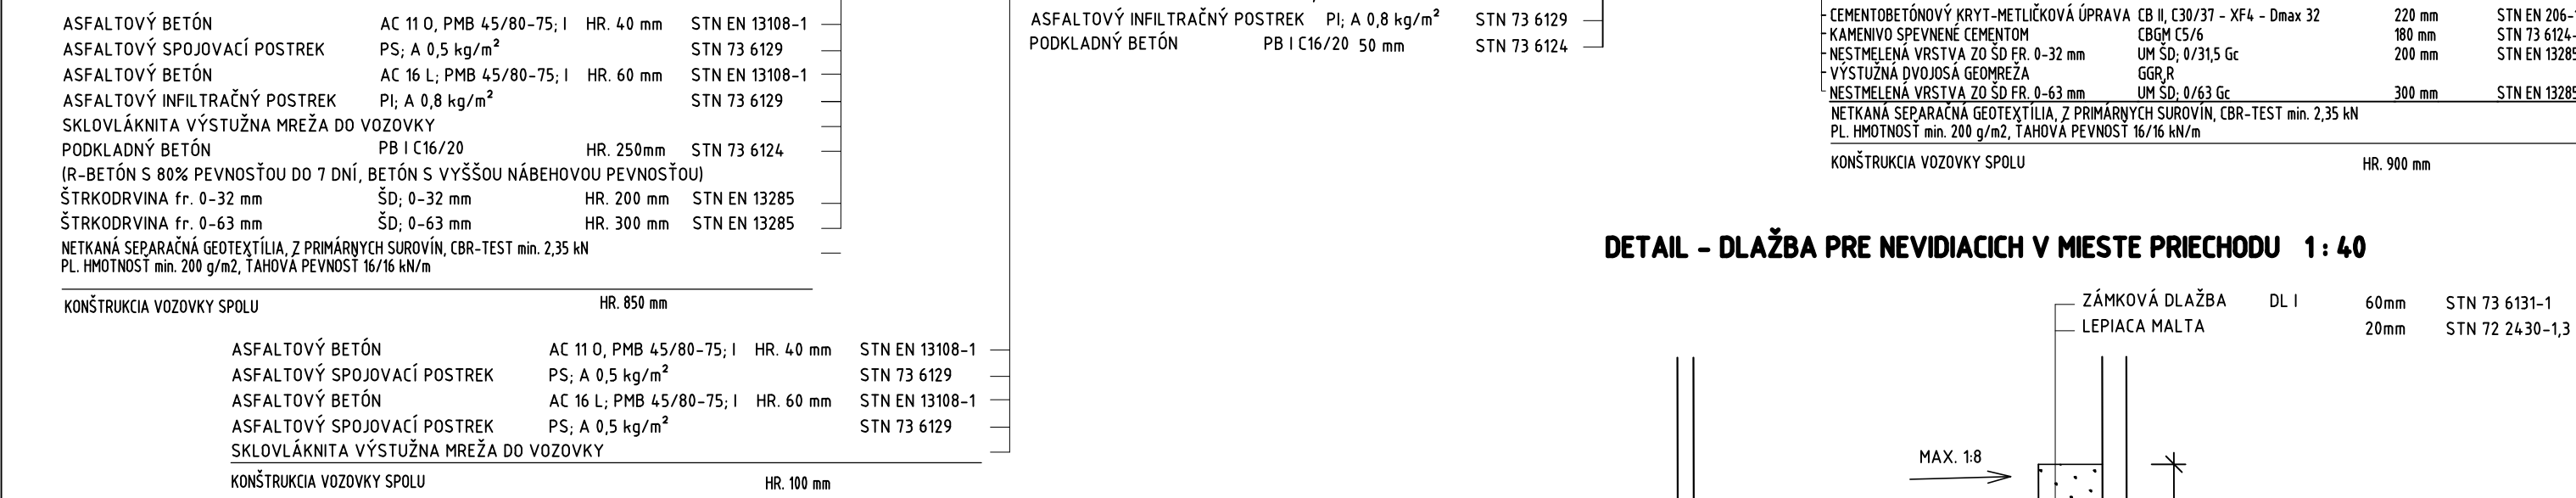 ASFALTOVÝ BETÓN AC 11 O, PMB 45/80-75; I HR. 40 mm STN EN 13108-1
ASFALTOVÝ SPOJOVACÍ POSTREK PS; A 0,5 kg/m² STN 73 6129
ASFALTOVÝ BETÓN AC 16 L; PMB 45/80-75; I HR. 60 mm STN EN 13108-1
ASFALTOVÝ INFILTRAČNÝ POSTREK PI; A 0,8 kg/m² STN 73 6129
SKLOVLÁKNITA VÝSTUŽNA MREŽA DO VOZOVKY
PODKLADNÝ BETÓN PB I C16/20 HR. 250mm STN 73 6124
(R-BETÓN S 80% PEVNOSŤOU DO 7 DNÍ, BETÓN S VYŠŠOU NÁBEHOVOU PEVNOSŤOU)
ŠTRKODRVINA fr. 0-32 mm ŠD; 0-32 mm HR. 200 mm STN EN 13285
ŠTRKODRVINA fr. 0-63 mm ŠD; 0-63 mm HR. 300 mm STN EN 13285
NETKANÁ SEPARAČNÁ GEOTEXTÍLIA, Z PRIMÁRNYCH SUROVÍN, CBR-TEST min. 2,35 kN
PL. HMOTNOSŤ min. 200 g/m2, ŤAHOVÁ PEVNOSŤ 16/16 kN/m
KONŠTRUKCIA VOZOVKY SPOLU HR. 850 mm
ASFALTOVÝ BETÓN AC 11 O, PMB 45/80-75; I HR. 40 mm STN EN 13108-1
ASFALTOVÝ SPOJOVACÍ POSTREK PS; A 0,5 kg/m² STN 73 6129
ASFALTOVÝ BETÓN AC 16 L; PMB 45/80-75; I HR. 60 mm STN EN 13108-1
ASFALTOVÝ SPOJOVACÍ POSTREK PS; A 0,5 kg/m² STN 73 6129
SKLOVLÁKNITA VÝSTUŽNA MREŽA DO VOZOVKY
KONŠTRUKCIA VOZOVKY SPOLU HR. 100 mm
ASFALTOVÝ INFILTRAČNÝ POSTREK PI; A 0,8 kg/m² STN 73 6129
PODKLADNÝ BETÓN PB I C16/20 50 mm STN 73 6124
CEMENTOBETÓNOVÝ KRYT-METLIČKOVÁ ÚPRAVA CB II, C30/37 - XF4 - Dmax 32 220 mm STN EN 206-
KAMENIVO SPEVNENÉ CEMENTOM CBGM C5/6 180 mm STN 73 6124-
NESTMELENÁ VRSTVA ZO ŠD FR. 0-32 mm UM ŠD; 0/31,5 Gc 200 mm STN EN 13285
VÝSTUŽNÁ DVOJOSÁ GEOMREŽA GGR,R
NESTMELENÁ VRSTVA ZO ŠD FR. 0-63 mm UM ŠD; 0/63 Gc 300 mm STN EN 13285
NETKANÁ SEPARAČNÁ GEOTEXTÍLIA, Z PRIMÁRNYCH SUROVÍN, CBR-TEST min. 2,35 kN
PL. HMOTNOSŤ min. 200 g/m2, ŤAHOVÁ PEVNOSŤ 16/16 kN/m
KONŠTRUKCIA VOZOVKY SPOLU HR. 900 mm
DETAIL - DLAŽBA PRE NEVIDIACICH V MIESTE PRIECHODU 1 : 40
ZÁMKOVÁ DLAŽBA DL I 60mm STN 73 6131-1
LEPIACA MALTA 20mm STN 72 2430-1,3
MAX. 1:8